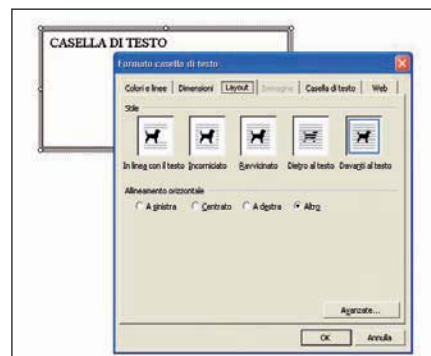 CASELLA DI TESTO
Formato casella di testo
Colori e linee Dimensioni Layout Immagine Casella di testo Web
Stile
In linea con il testo Incorniciato Ravvicinato Dietro al testo Davanti al testo
Allineamento orizzontale
A sinistra Centrato A destra Altro
Avanzate...
OK Annulla